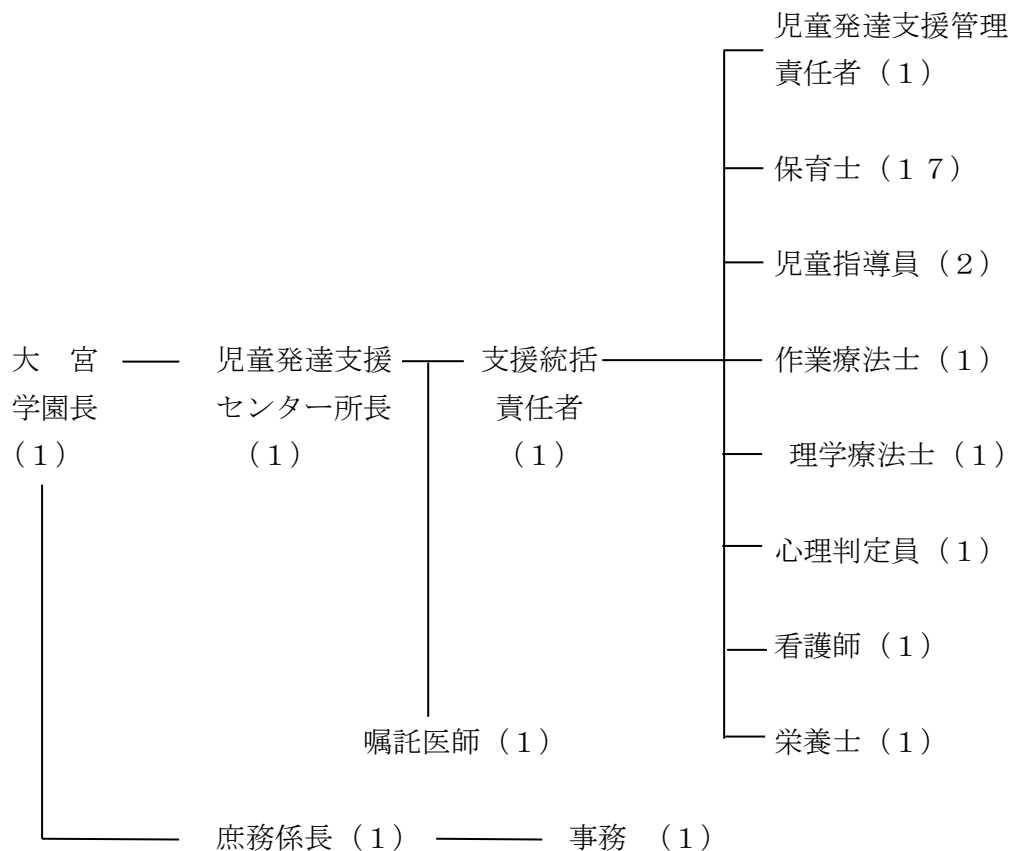 児童発達支援管理
責任者（１）
保育士（１７）
児童指導員（２）
大　宮
学園長
（１）
児童発達支援
センター所長
（１）
支援統括
責任者
（１）
作業療法士（１）
理学療法士（１）
心理判定員（１）
看護師（１）
嘱託医師（１）
栄養士（１）
庶務係長（１）
事務　（１）